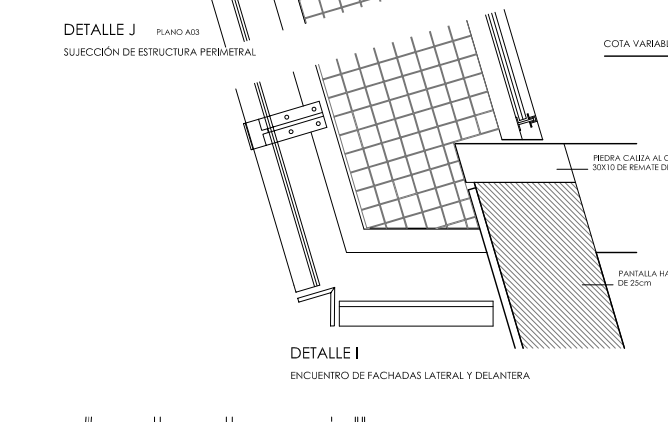 DETALLE J PLANO A03
SUJECCIÓN DE ESTRUCTURA PERIMETRAL
COTA VARIABL
PIEDRA CALIZA AL
30X10 DE REMATE
PANTALLA HA
DE 25cm
DETALLE I
ENCUENTRO DE FACHADAS LATERAL Y DELANTERA